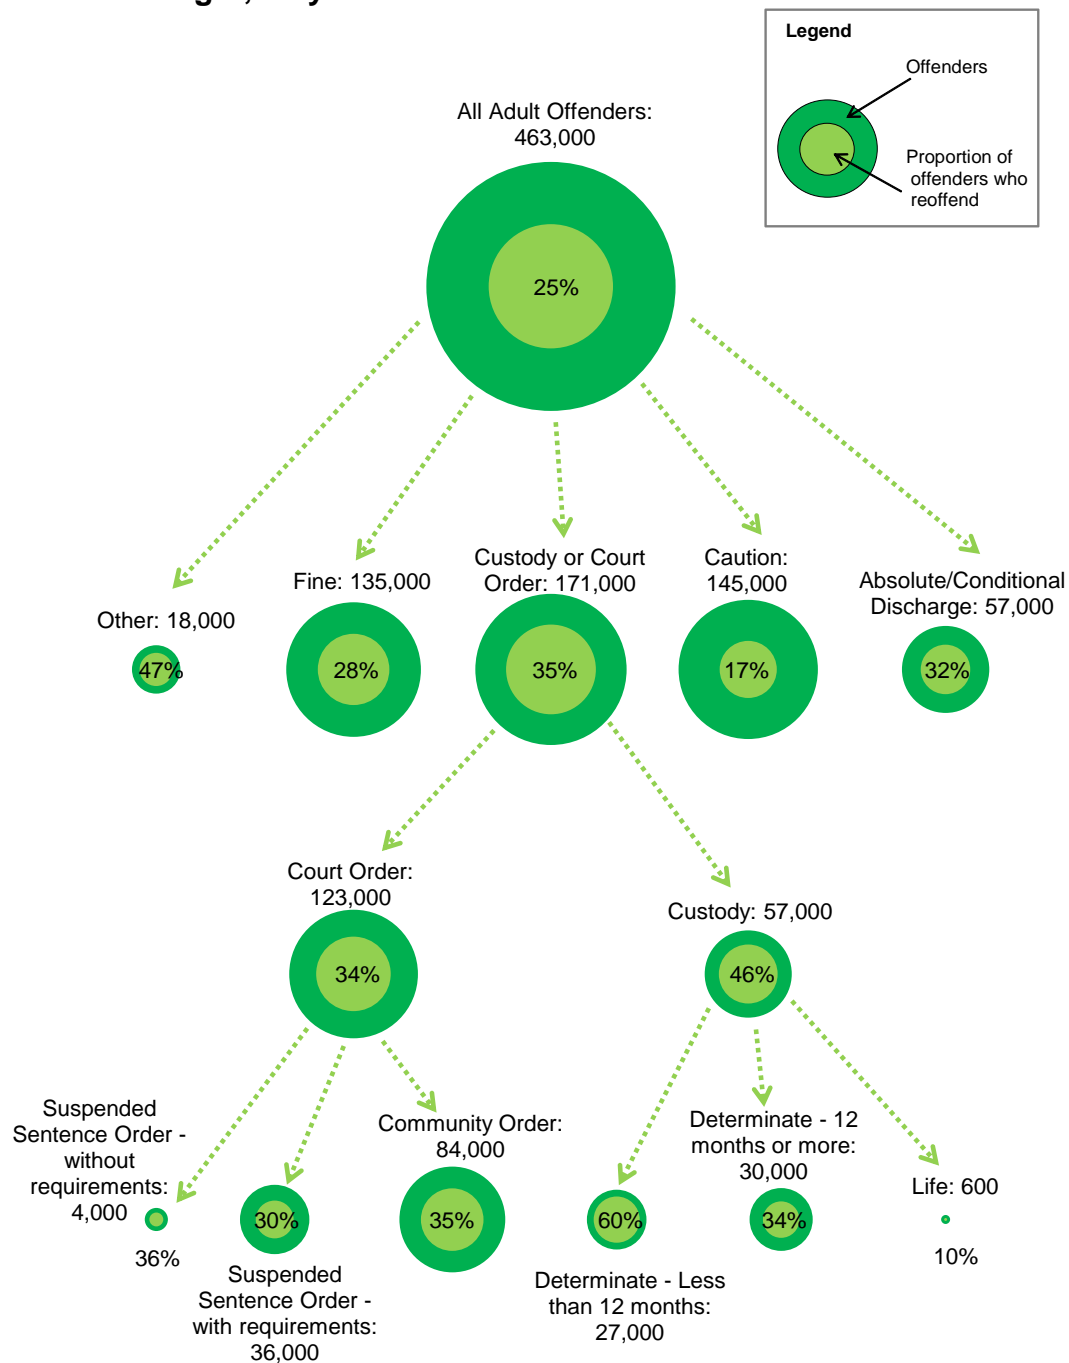 Legend
Offenders
Proportion of
offenders who
reoffend
All Adult Offenders:
463,000
25%
Other: 18,000
47%
Fine: 135,000
28%
Custody or Court
Order: 171,000
35%
Caution:
145,000
17%
Absolute/Conditional
Discharge: 57,000
32%
Court Order:
123,000
34%
Custody: 57,000
46%
Suspended
Sentence Order -
without
requirements:
4,000
36%
30%
Suspended
Sentence Order -
with requirements:
36,000
Community Order:
84,000
35%
60%
Determinate - Less
than 12 months:
27,000
Determinate - 12
months or more:
30,000
34%
Life: 600
10%